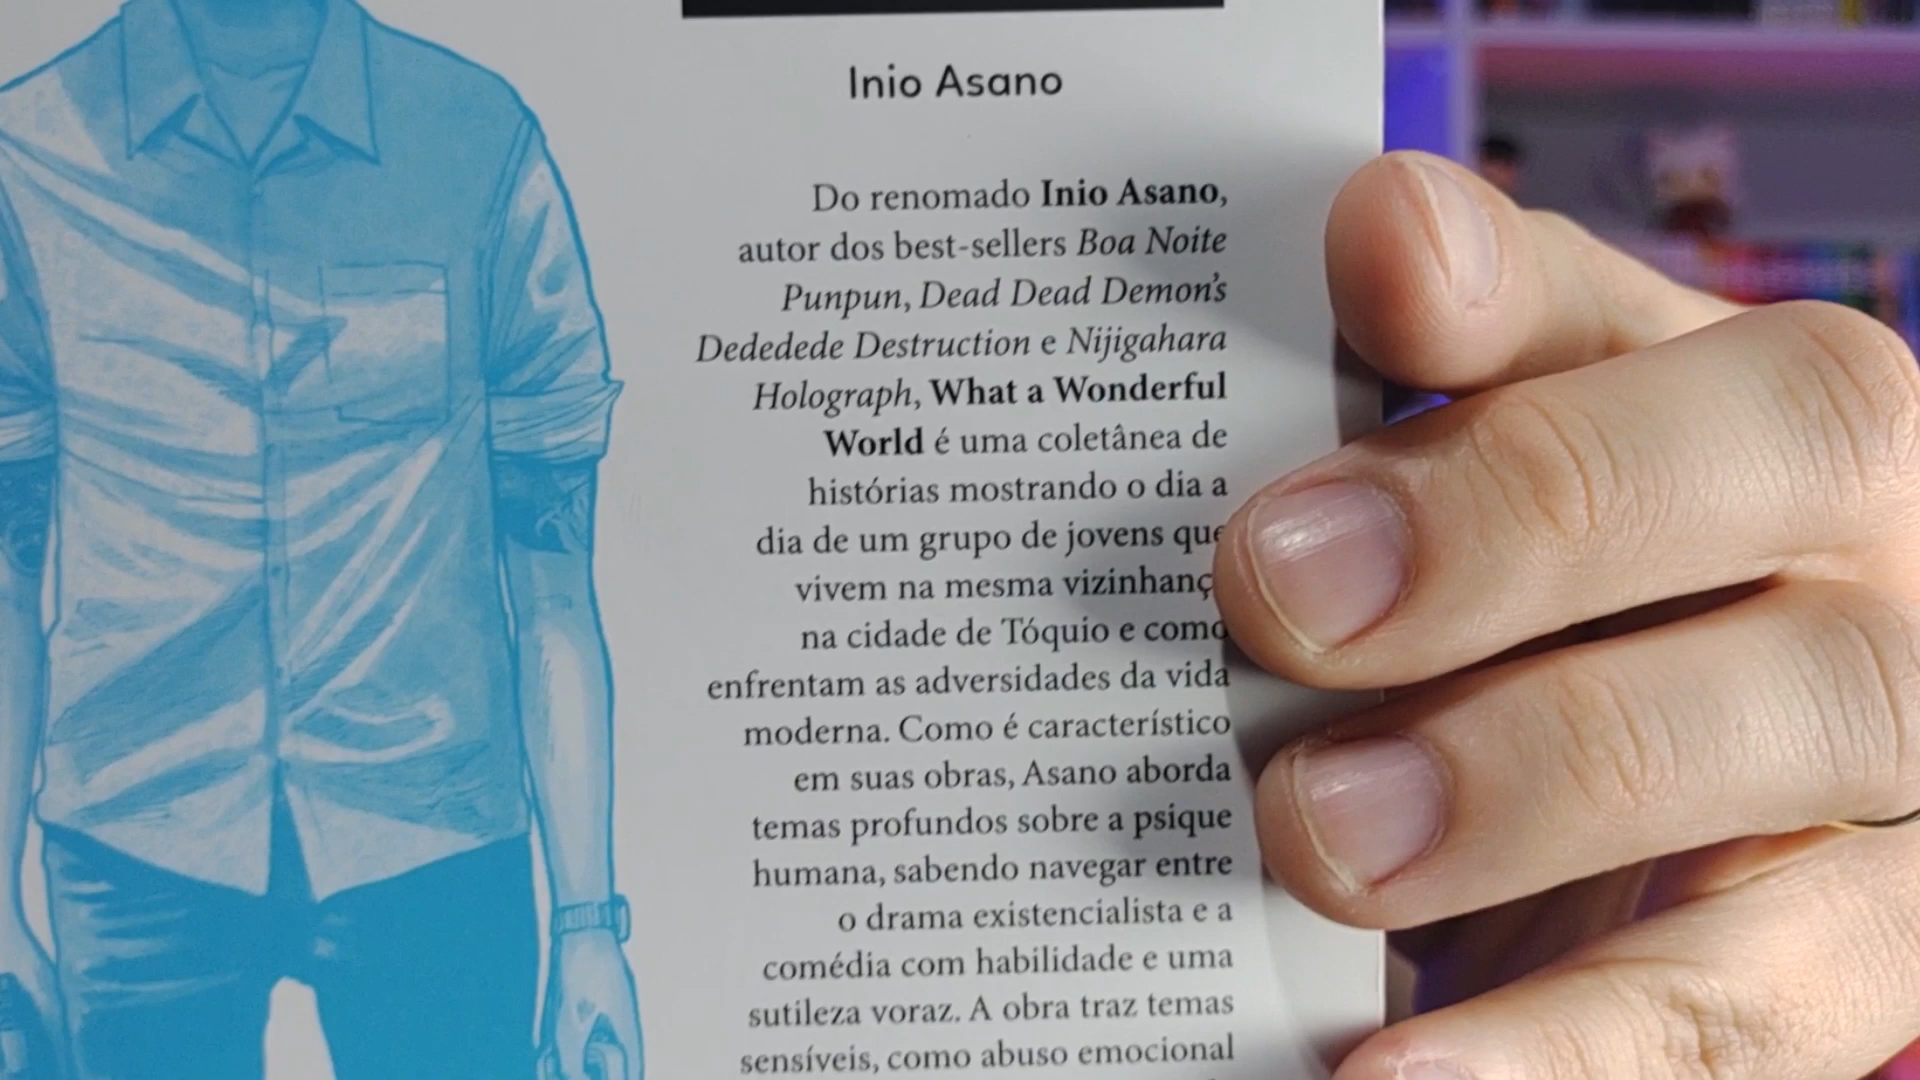 Inio Asano
Do renomado Inio Asano,
autor dos best-sellers Boa Noite
Punpun, Dead Dead Demon's
Dededede Destruction e Nijigahara
Holograph, What a Wonderful
World é uma coletânea de
histórias mostrando o dia a
dia de um grupo de jovens que
vivem na mesma vizinhanç
na cidade de Tóquio e como
enfrentam as adversidades da vida
moderna. Como é característico
em suas obras, Asano aborda
temas profundos sobre a psique
humana, sabendo navegar entre
o drama existencialista e a
comédia com habilidade e uma
sutileza voraz. A obra traz temas
sensíveis, como abuso emocional